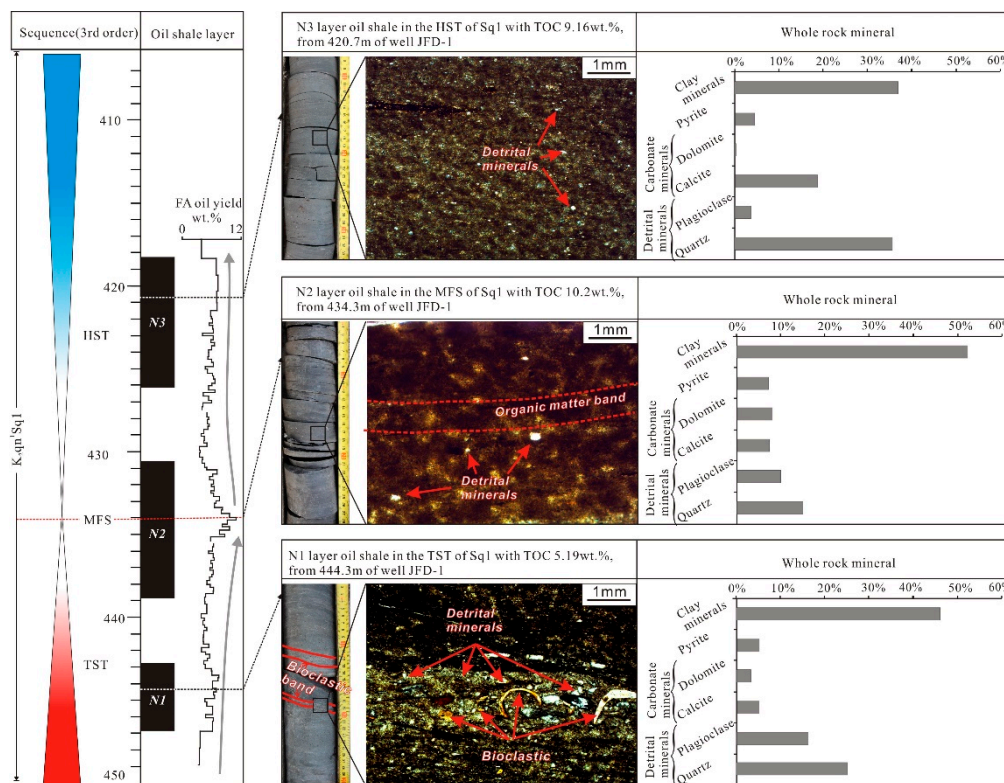 Sequence(3rd order)
Oil shale layer
K₂qn¹Sq1
410
FA oil yield
wt.%
0 12
420
N3
HST
430
MFS
N2
440
TST
N1
450
N3 layer oil shale in the HST of Sq1 with TOC 9.16wt.%,
from 420.7m of well JFD-1
1mm
Detrital
minerals
Whole rock mineral
0% 10% 20% 30% 40% 50% 60%
Clay
minerals
Pyrite
Carbonate
minerals
Dolomite
Calcite
Detrital
minerals
Plagioclase
Quartz
N2 layer oil shale in the MFS of Sq1 with TOC 10.2wt.%,
from 434.3m of well JFD-1
1mm
Organic matter band
Detrital
minerals
Whole rock mineral
0% 10% 20% 30% 40% 50% 60%
Clay
minerals
Pyrite
Carbonate
minerals
Dolomite
Calcite
Detrital
minerals
Plagioclase
Quartz
N1 layer oil shale in the TST of Sq1 with TOC 5.19wt.%,
from 444.3m of well JFD-1
Bioclastic
band
1mm
Detrital
minerals
Bioclastic
Whole rock mineral
0% 10% 20% 30% 40% 50% 60%
Clay
minerals
Pyrite
Carbonate
minerals
Dolomite
Calcite
Detrital
minerals
Plagioclase
Quartz